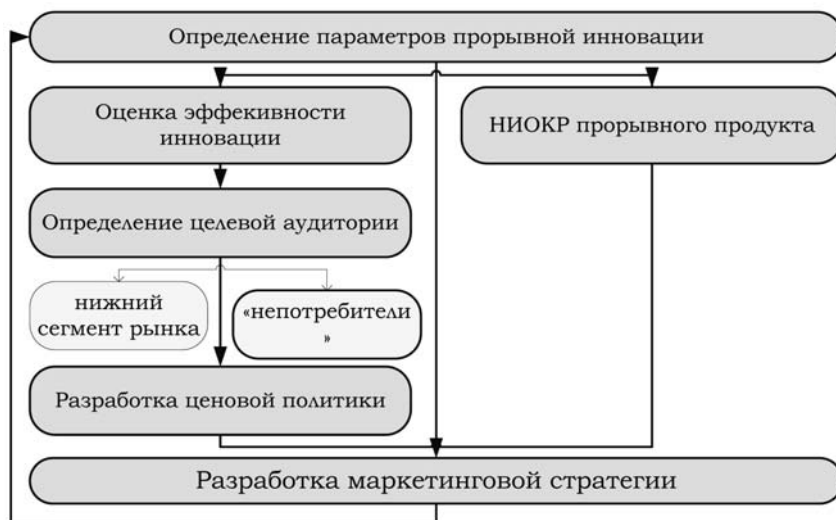 Определение параметров прорывной инновации
Оценка эффекивности
инновации
НИОКР прорывного продукта
Определение целевой аудитории
нижний
сегмент рынка
«непотребители
»
Разработка ценовой политики
Разработка маркетинговой стратегии